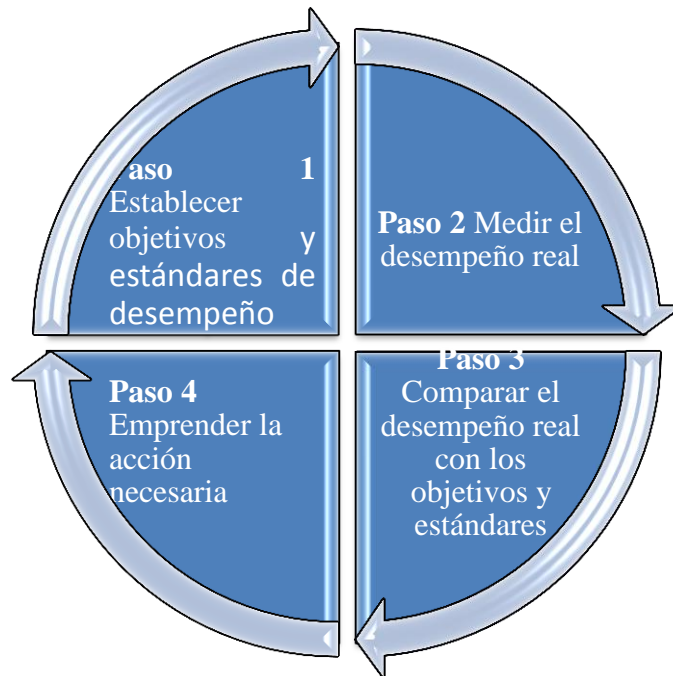 Paso 1
Establecer
objetivos y
estándares de
desempeño
Paso 2 Medir el
desempeño real
Paso 3
Comparar el
desempeño real
con los
objetivos y
estándares
Paso 4
Emprender la
acción
necesaria